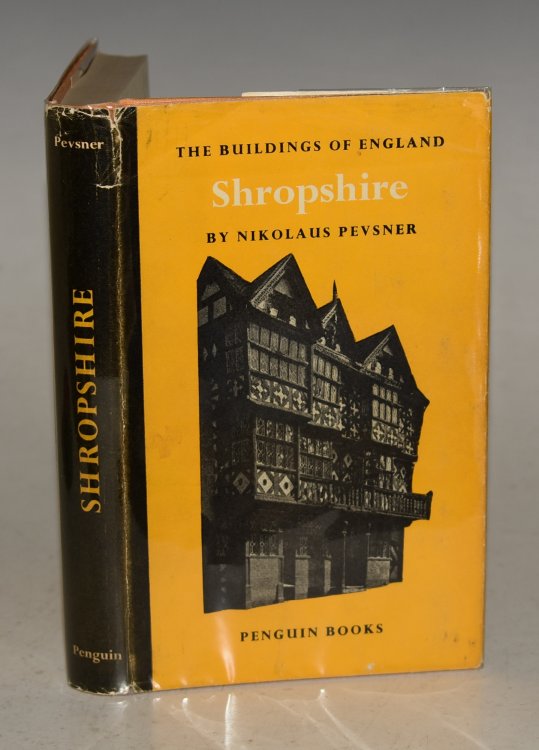 Pevsner
SHROPSHIRE
Penguin
THE BUILDINGS OF ENGLAND
Shropshire
BY NIKOLAUS PEVSNER
PENGUIN BOOKS